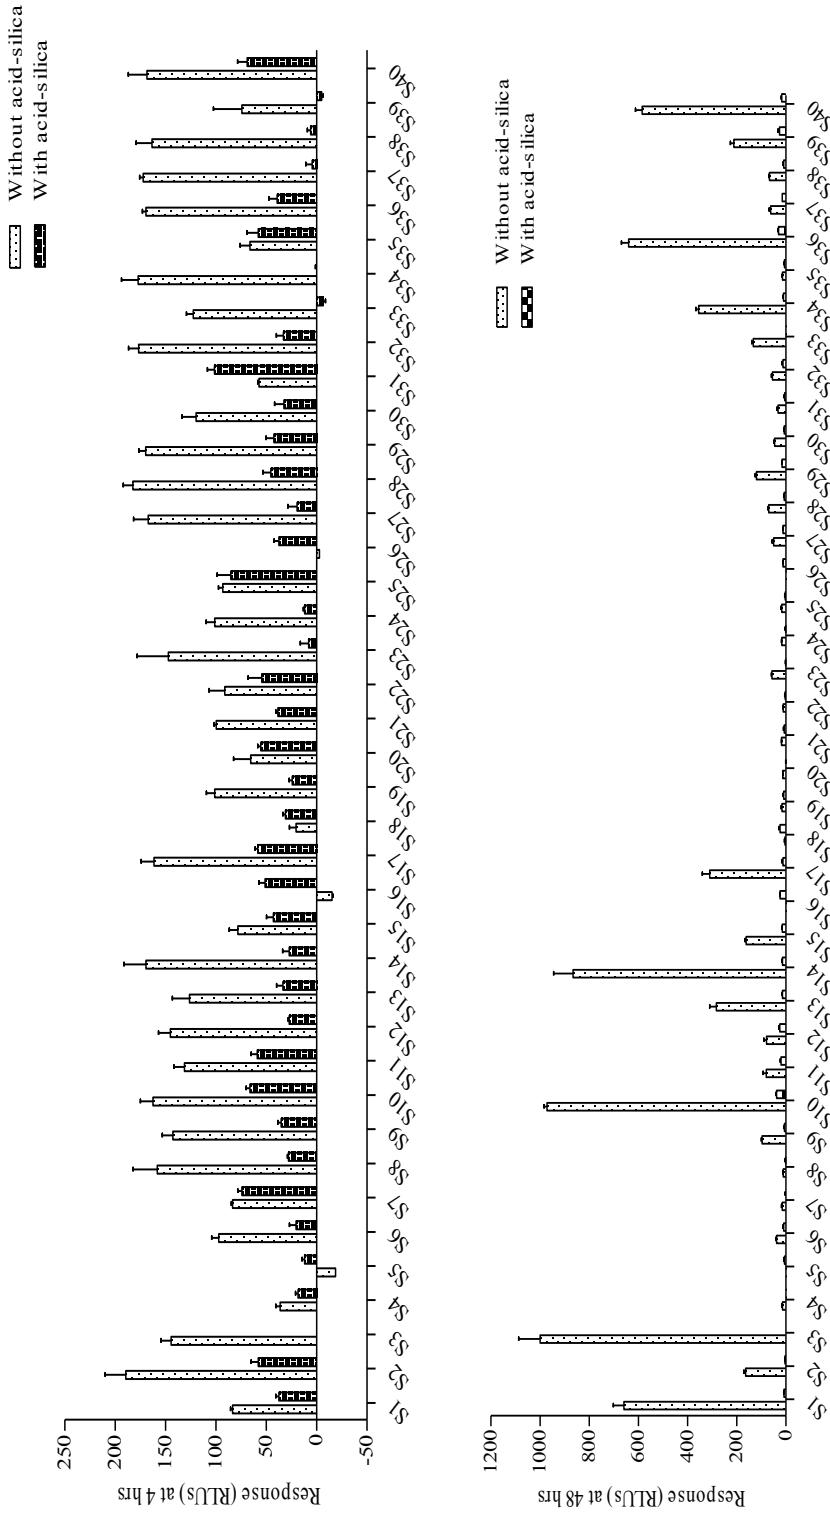 Without acid-silica
With acid-silica
Response (RLUs) at 4 hrs
250
200
150
100
50
0
-50
S1
S2
S3
S4
S5
S6
S7
S8
S9
S10
S11
S12
S13
S14
S15
S16
S17
S18
S19
S20
S21
S22
S23
S24
S25
S26
S27
S28
S29
S30
S31
S32
S33
S34
S35
S36
S37
S38
S39
S40
Without acid-silica
With acid-silica
Response (RLUs) at 48 hrs
1200
1000
800
600
400
200
0
S1
S2
S3
S4
S5
S6
S7
S8
S9
S10
S11
S12
S13
S14
S15
S16
S17
S18
S19
S20
S21
S22
S23
S24
S25
S26
S27
S28
S29
S30
S31
S32
S33
S34
S35
S36
S37
S38
S39
S40